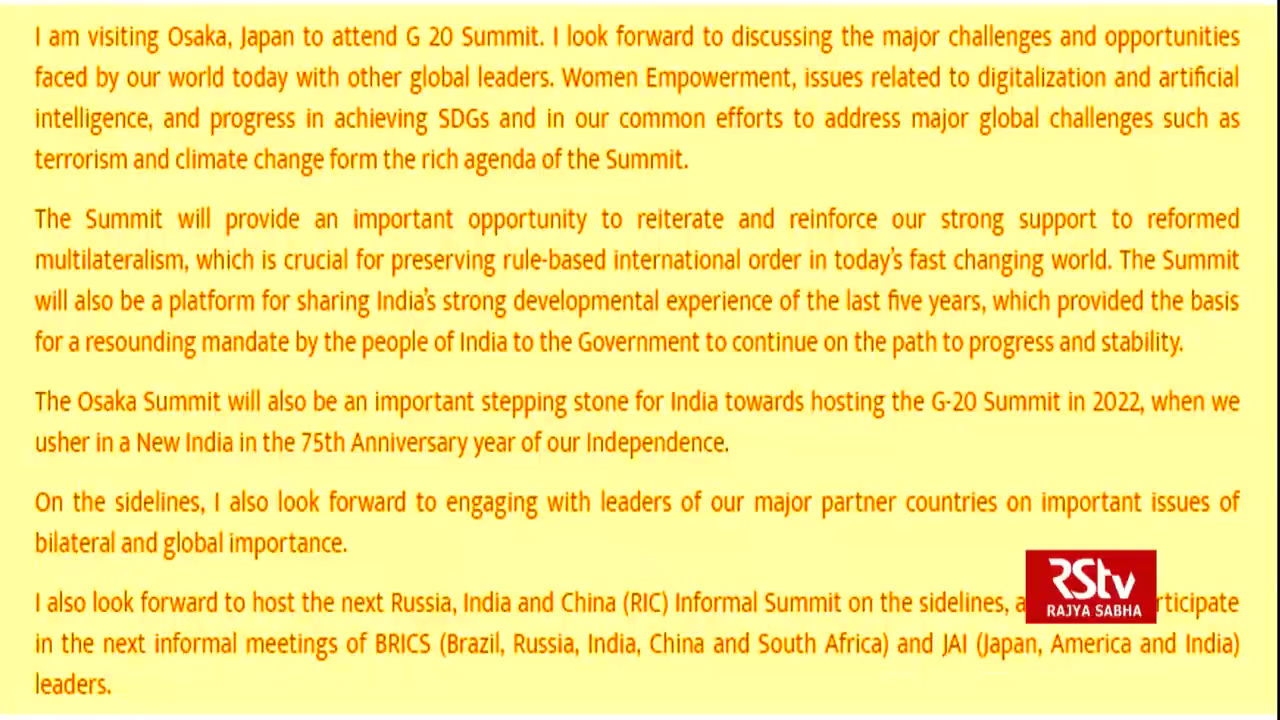 I am visiting Osaka, Japan to attend G 20 Summit. I look forward to discussing the major challenges and opportunities
faced by our world today with other global leaders. Women Empowerment, issues related to digitalization and artificial
intelligence, and progress in achieving SDGs and in our common efforts to address major global challenges such as
terrorism and climate change form the rich agenda of the Summit.
The Summit will provide an important opportunity to reiterate and reinforce our strong support to reformed
multilateralism, which is crucial for preserving rule-based international order in today's fast changing world. The Summit
will also be a platform for sharing India's strong developmental experience of the last five years, which provided the basis
for a resounding mandate by the people of India to the Government to continue on the path to progress and stability.
The Osaka Summit will also be an important stepping stone for India towards hosting the G-20 Summit in 2022, when we
usher in a New India in the 75th Anniversary year of our Independence.
On the sidelines, I also look forward to engaging with leaders of our major partner countries on important issues of
bilateral and global importance.
I also look forward to host the next Russia, India and China (RIC) Informal Summit on the sidelines,
in the next informal meetings of BRICS (Brazil, Russia, India, China and South Africa) and JAI (Japan, America and India)
leaders.
RSTV
RAJYA SABHA